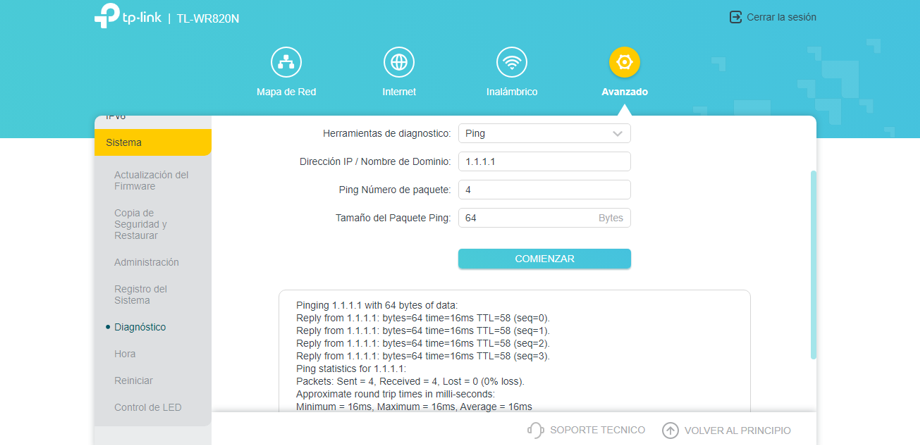 tp-link | TL-WR820N
Cerrar la sesión
Mapa de Red
Internet
Inalámbrico
Avanzado
IPv6
Sistema
Actualización del
Firmware
Copia de
Seguridad y
Restaurar
Administración
Registro del
Sistema
Diagnóstico
Hora
Reiniciar
Control de LED
Herramientas de diagnostico: Ping
Dirección IP / Nombre de Dominio: 1.1.1.1
Ping Número de paquete: 4
Tamaño del Paquete Ping: 64 Bytes
COMENZAR
Pinging 1.1.1.1 with 64 bytes of data:
Reply from 1.1.1.1: bytes=64 time=16ms TTL=58 (seq=0).
Reply from 1.1.1.1: bytes=64 time=16ms TTL=58 (seq=1).
Reply from 1.1.1.1: bytes=64 time=16ms TTL=58 (seq=2).
Reply from 1.1.1.1: bytes=64 time=16ms TTL=58 (seq=3).
Ping statistics for 1.1.1.1:
Packets: Sent = 4, Received = 4, Lost = 0 (0% loss).
Approximate round trip times in milli-seconds:
Minimum = 16ms, Maximum = 16ms, Average = 16ms
SOPORTE TECNICO
VOLVER AL PRINCIPIO